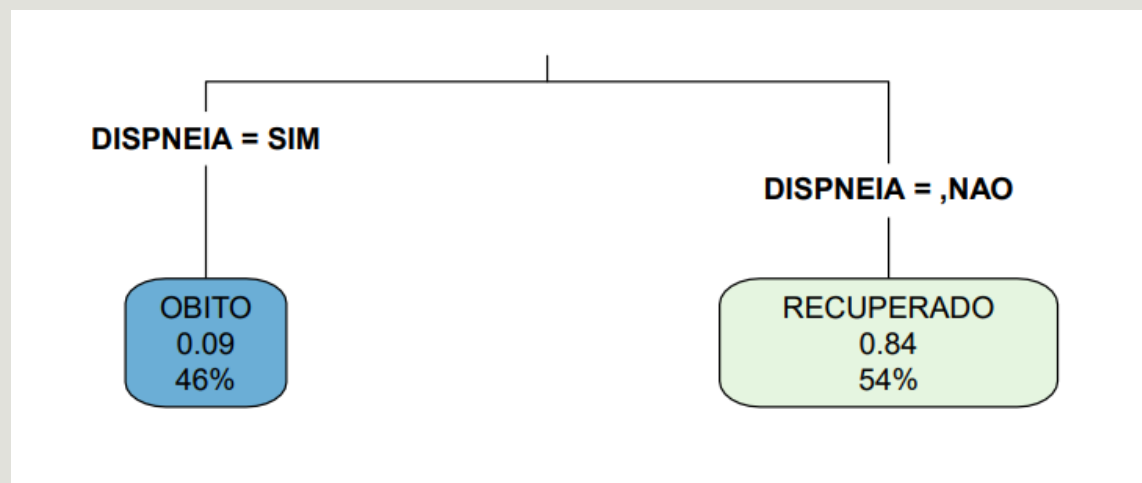 DISPNEIA = SIM
DISPNEIA = ,NAO
OBITO
0.09
46%
RECUPERADO
0.84
54%